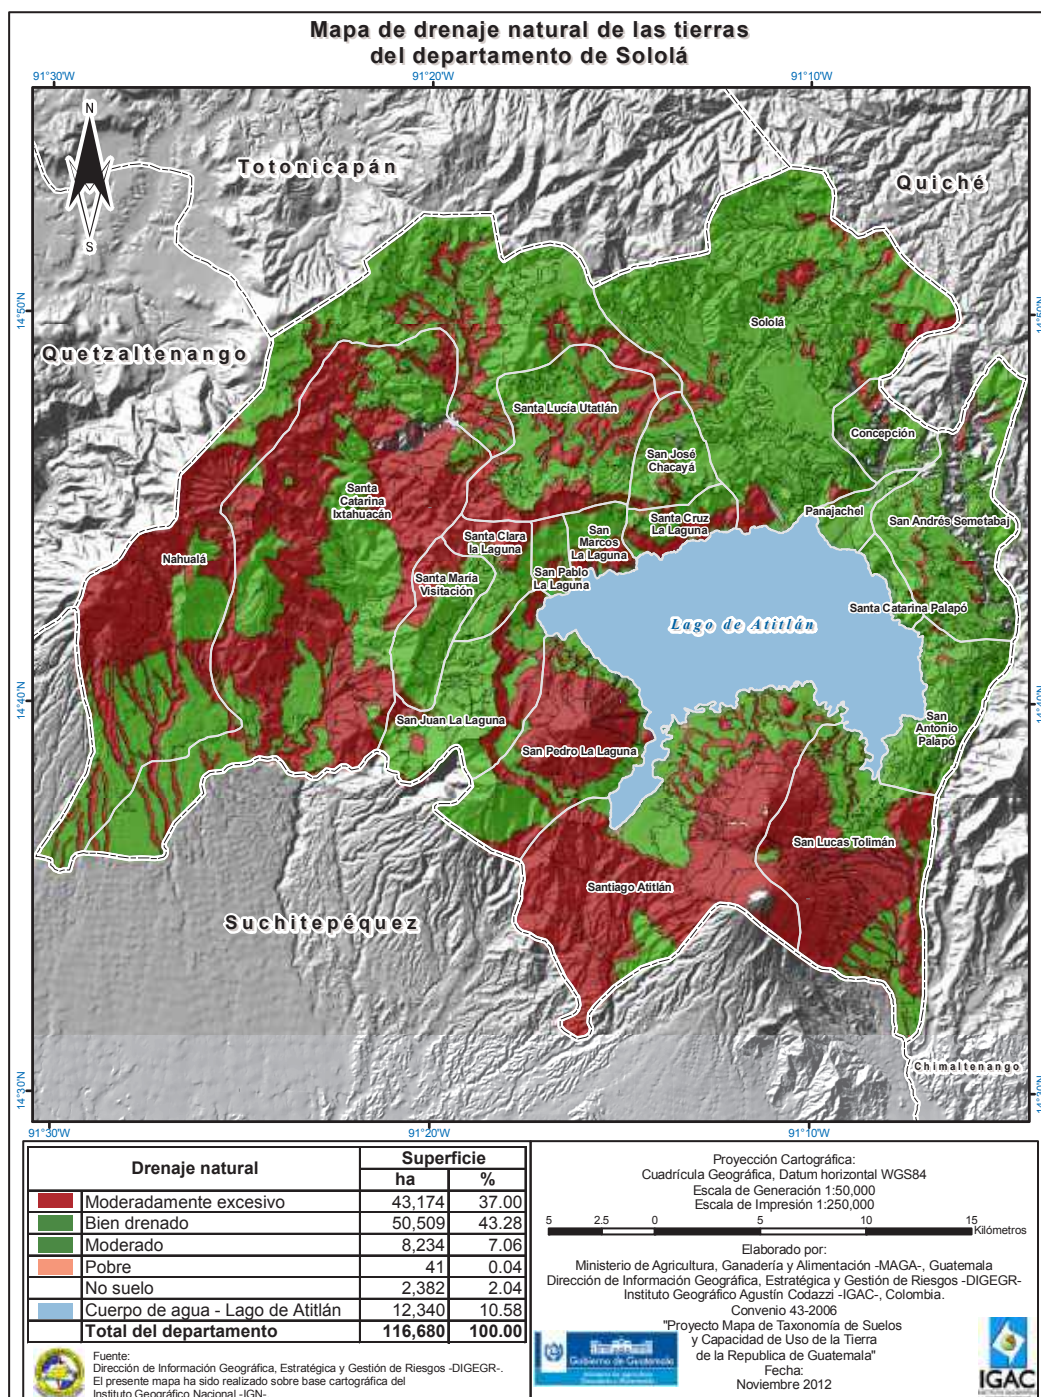 Mapa de drenaje natural de las tierras
del departamento de Sololá
91°30'W 91°20'W 91°10'W
N
S
Totonicapán
Quiché
14°50'N 14°50'N
Sololá
Quetzaltenango
Santa Lucía Utatlán
Concepción
San José
Chacayá
Santa
Catarina
Ixtahuacán
Panajachel
San Andrés Semetabaj
Santa Cruz
La Laguna
San
Marcos
La Laguna
Santa Clara
la Laguna
Nahualá
San Pablo
La Laguna
Santa María
Visitación
Santa Catarina Palapó
Lago de Atitlán
14°40'N 14°40'N
San Juan La Laguna
San
Antonio
Palapó
San Pedro La Laguna
San Lucas Tolimán
Santiago Atitlán
Suchitepéquez
Chimaltenango
14°30'N 14°30'N
91°30'W 91°20'W 91°10'W
Drenaje natural Superficie
ha %
Moderadamente excesivo 43,174 37.00
Bien drenado 50,509 43.28
Moderado 8,234 7.06
Pobre 41 0.04
No suelo 2,382 2.04
Cuerpo de agua - Lago de Atitlán 12,340 10.58
Total del departamento 116,680 100.00
Fuente:
Dirección de Información Geográfica, Estratégica y Gestión de Riesgos -DIGEGR-.
El presente mapa ha sido realizado sobre base cartográfica del
Instituto Geográfico Nacional -IGN-
Proyección Cartográfica:
Cuadrícula Geográfica, Datum horizontal WGS84
Escala de Generación 1:50,000
Escala de Impresión 1:250,000
5 2.5 0 5 10 15
Kilómetros
Elaborado por:
Ministerio de Agricultura, Ganadería y Alimentación -MAGA-, Guatemala
Dirección de Información Geográfica, Estratégica y Gestión de Riesgos -DIGEGR-
Instituto Geográfico Agustín Codazzi -IGAC-, Colombia.
Convenio 43-2006
"Proyecto Mapa de Taxonomía de Suelos
y Capacidad de Uso de la Tierra
de la Republica de Guatemala"
Fecha:
Noviembre 2012
Gobierno de Guatemala
IGAC